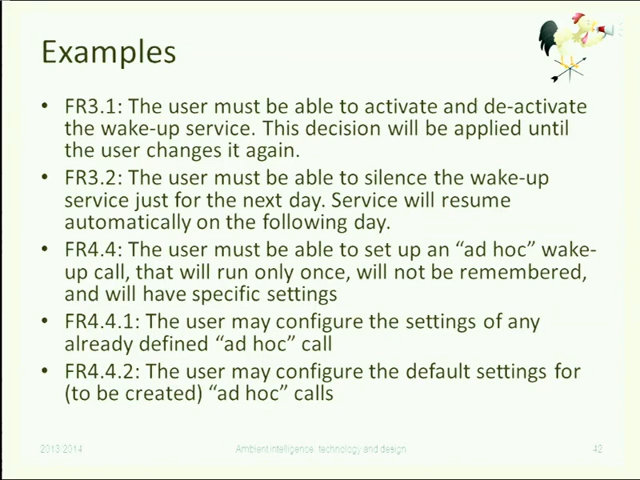 Examples
• FR3.1: The user must be able to activate and de-activate
the wake-up service. This decision will be applied until
the user changes it again.
• FR3.2: The user must be able to silence the wake-up
service just for the next day. Service will resume
automatically on the following day.
• FR4.4: The user must be able to set up an “ad hoc” wake-
up call, that will run only once, will not be remembered,
and will have specific settings
• FR4.4.1: The user may configure the settings of any
already defined “ad hoc” call
• FR4.4.2: The user may configure the default settings for
(to be created) “ad hoc” calls
2013 2014 Ambient intelligence: technology and design 42